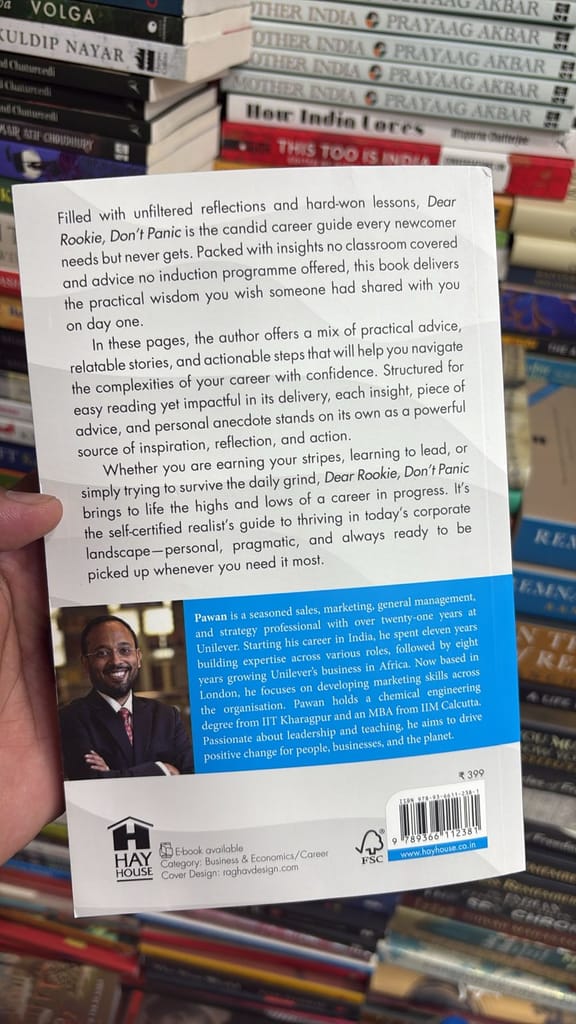 VOLGA
KULDIP NAYAR
OTHER INDIA PRAYAAG AKBAR
OTHER INDIA PRAYAAG AKBAR
OTHER INDIA PRAYAAG AKBAR
MOTHER INDIA PRAYAAG AKBAR
How India Loves
THIS TOO IS INDIA
Filled with unfiltered reflections and hard-won lessons, Dear
Rookie, Don't Panic is the candid career guide every newcomer
needs but never gets. Packed with insights no classroom covered
and advice no induction programme offered, this book delivers
the practical wisdom you wish someone had shared with you
on day one.
In these pages, the author offers a mix of practical advice,
relatable stories, and actionable steps that will help you navigate
the complexities of your career with confidence. Structured for
easy reading yet impactful in its delivery, each insight, piece of
advice, and personal anecdote stands on its own as a powerful
source of inspiration, reflection, and action.
Whether you are earning your stripes, learning to lead, or
simply trying to survive the daily grind, Dear Rookie, Don't Panic
brings to life the highs and lows of a career in progress. It's
the self-certified realist's guide to thriving in today's corporate
landscape—personal, pragmatic, and always ready to be
picked up whenever you need it most.
Pawan is a seasoned sales, marketing, general management,
and strategy professional with over twenty-one years at
Unilever. Starting his career in India, he spent eleven years
building expertise across various roles, followed by eight
years growing Unilever's business in Africa. Now based in
London, he focuses on developing marketing skills across
the organisation. Pawan holds a chemical engineering
degree from IIT Kharagpur and an MBA from IIM Calcutta.
Passionate about leadership and teaching, he aims to drive
positive change for people, businesses, and the planet.
₹ 399
ISBN 978-93-6611-238-1
9 789366 112381
www.hayhouse.co.in
FSC
HAY
HOUSE
E-book available
Category: Business & Economics/Career
Cover Design: raghavdesign.com